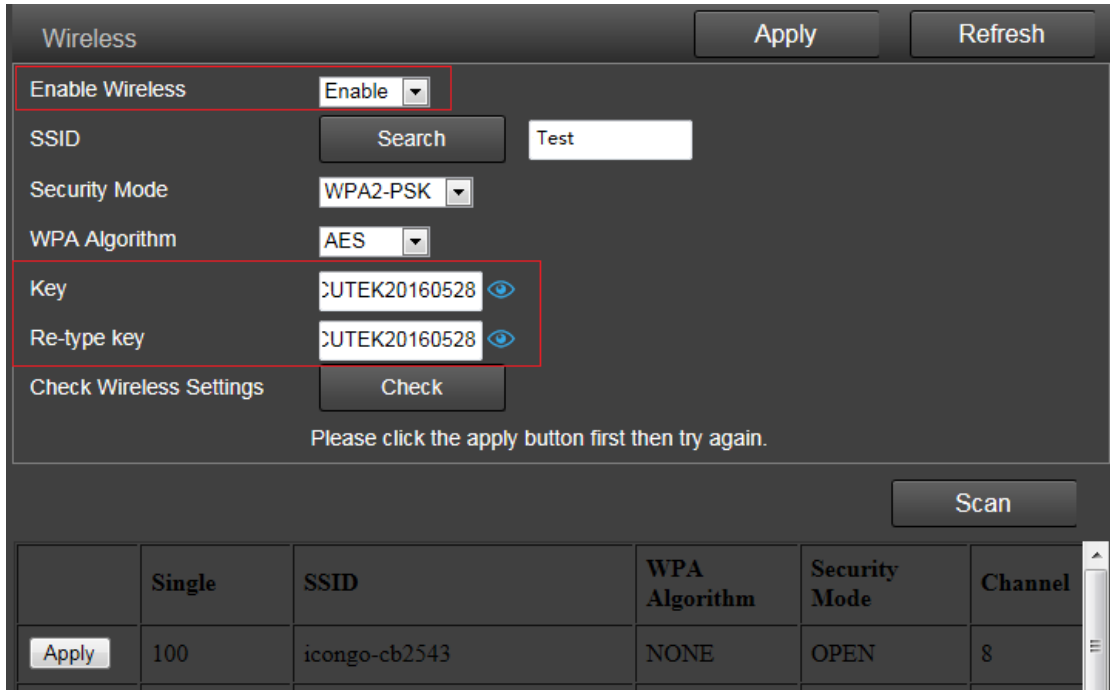 Wireless Apply Refresh
Enable Wireless Enable
SSID Search Test
Security Mode WPA2-PSK
WPA Algorithm AES
Key CUTEK20160528
Re-type key CUTEK20160528
Check Wireless Settings Check
Please click the apply button first then try again.
Scan
Single SSID WPA Algorithm Security Mode Channel
Apply 100 icongo-cb2543 NONE OPEN 8